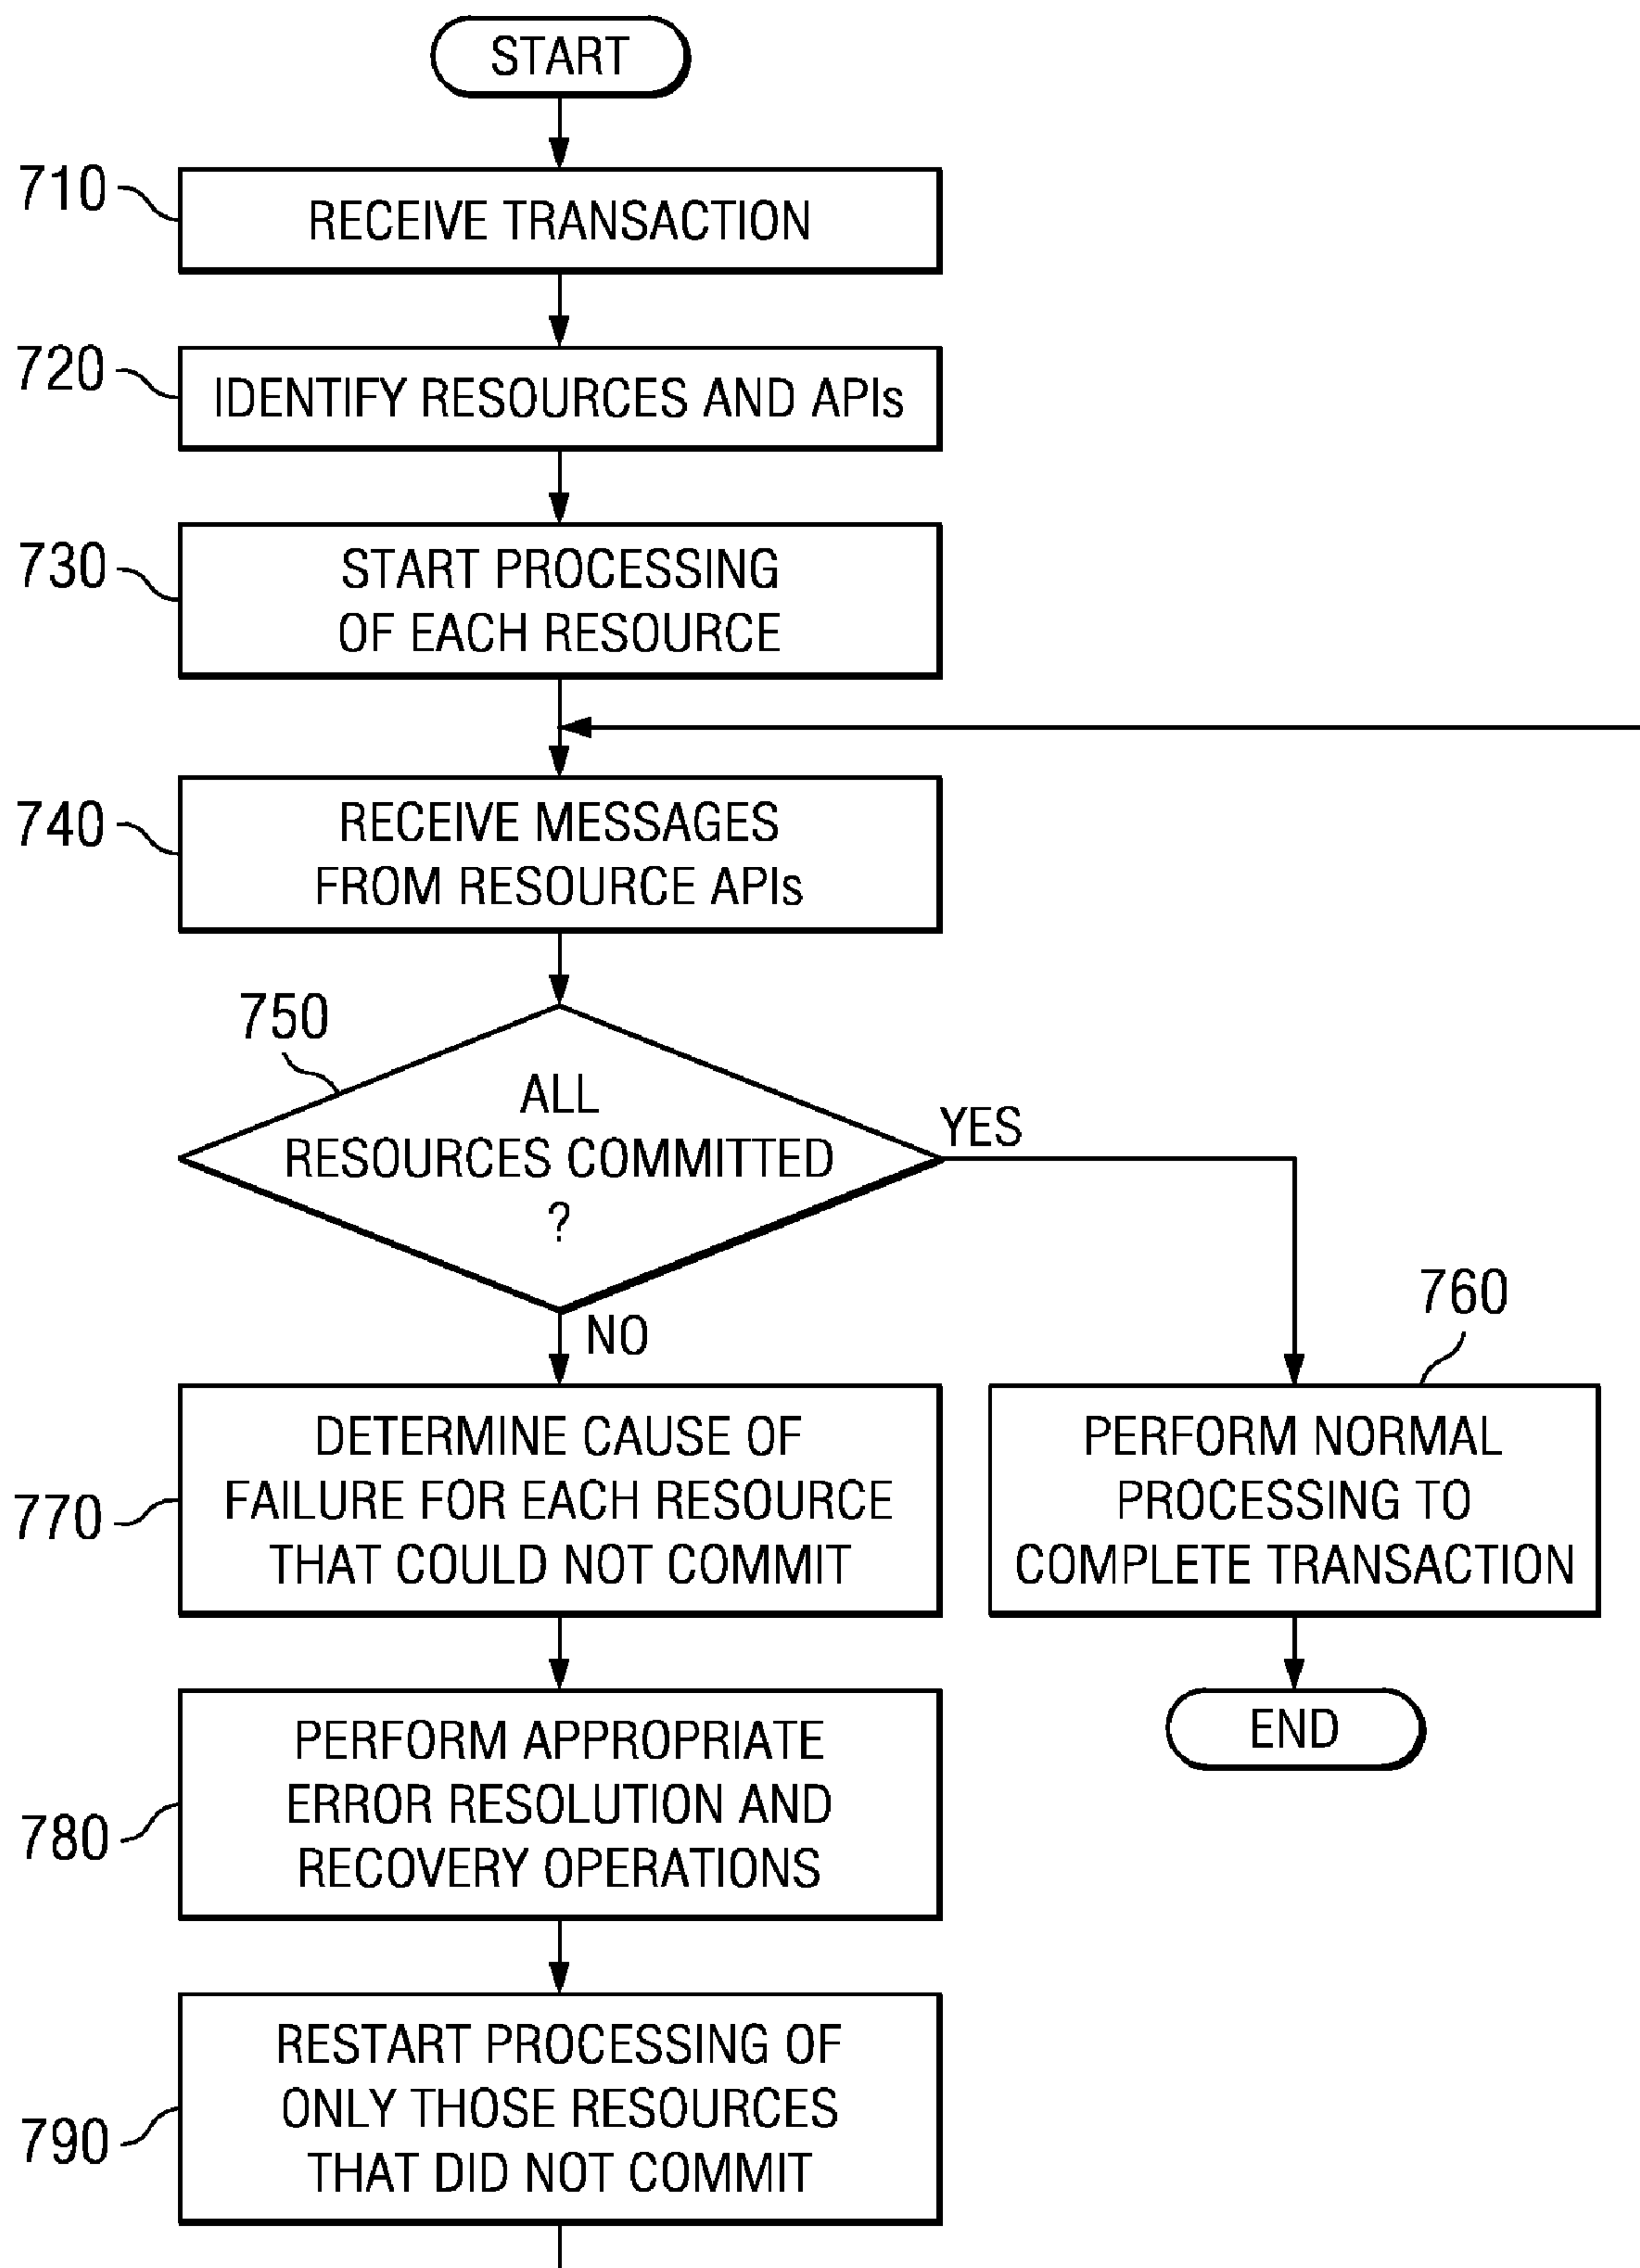 START
710
RECEIVE TRANSACTION
720
IDENTIFY RESOURCES AND APIs
730
START PROCESSING
OF EACH RESOURCE
740
RECEIVE MESSAGES
FROM RESOURCE APIs
750
ALL
RESOURCES COMMITTED
?
YES
NO
760
770
DETERMINE CAUSE OF
FAILURE FOR EACH RESOURCE
THAT COULD NOT COMMIT
PERFORM NORMAL
PROCESSING TO
COMPLETE TRANSACTION
END
780
PERFORM APPROPRIATE
ERROR RESOLUTION AND
RECOVERY OPERATIONS
790
RESTART PROCESSING OF
ONLY THOSE RESOURCES
THAT DID NOT COMMIT